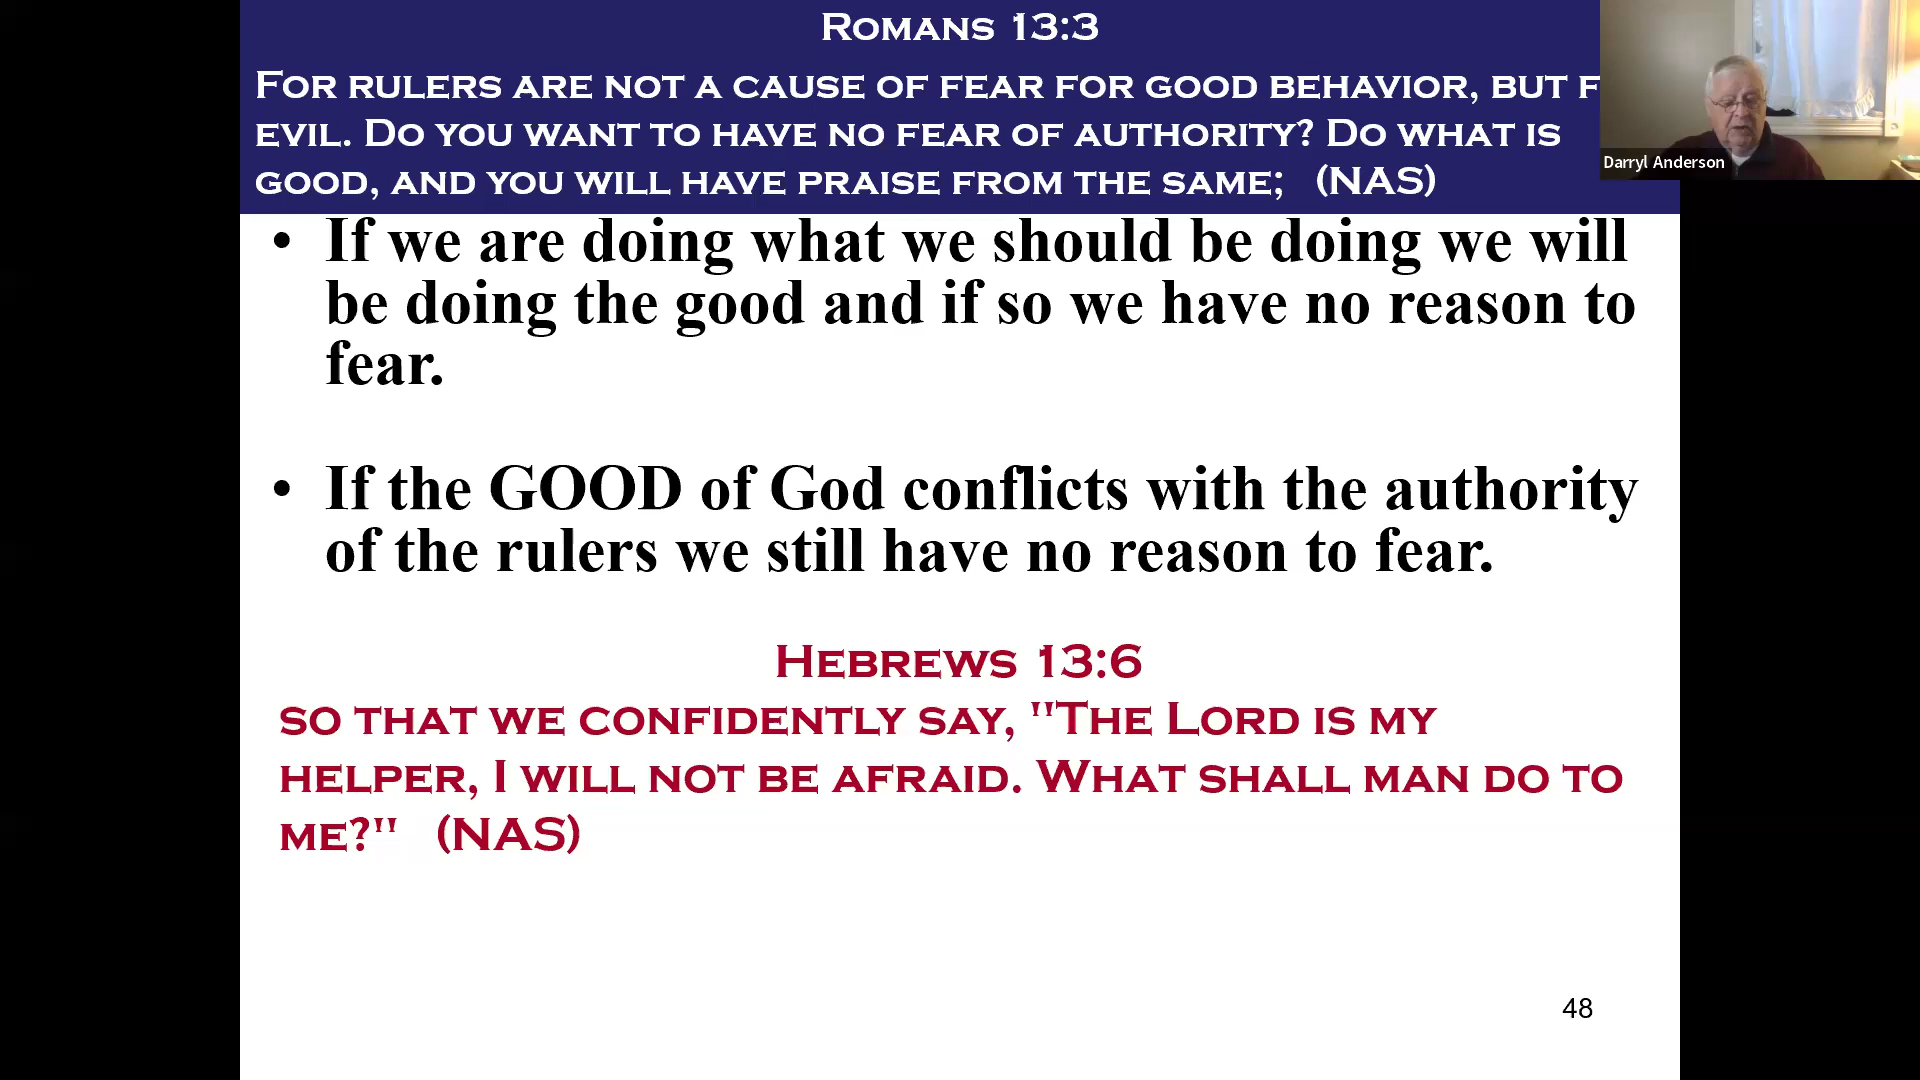 Romans 13:3
For rulers are not a cause of fear for good behavior, but f
evil. Do you want to have no fear of authority? Do what is
good, and you will have praise from the same; (NAS)
• If we are doing what we should be doing we will
be doing the good and if so we have no reason to
fear.
• If the GOOD of God conflicts with the authority
of the rulers we still have no reason to fear.
Hebrews 13:6
so that we confidently say, "The Lord is my
helper, I will not be afraid. What shall man do to
me?" (NAS)
48
Darryl Anderson